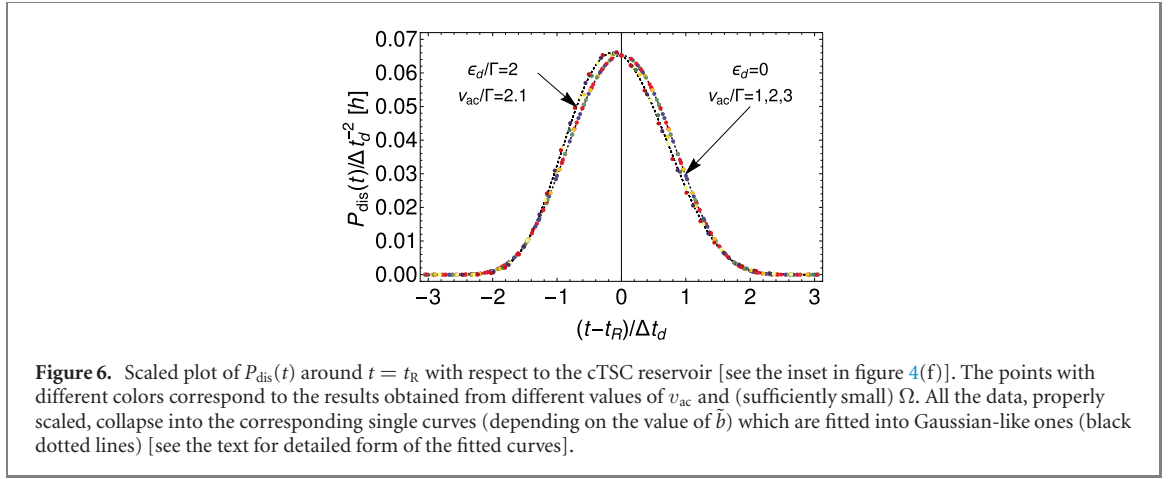 0.07
0.06
0.05
0.04
0.03
0.02
0.01
0.00
P_dis(t)/Δt_d^-2 [h]
ϵ_d/Γ=2
v_ac/Γ=2.1
ϵ_d=0
v_ac/Γ=1,2,3
-3 -2 -1 0 1 2 3
(t-t_R)/Δt_d
Figure 6. Scaled plot of P_dis(t) around t = t_R with respect to the cTSC reservoir [see the inset in figure 4(f)]. The points with
different colors correspond to the results obtained from different values of v_ac and (sufficiently small) Ω. All the data, properly
scaled, collapse into the corresponding single curves (depending on the value of b̃) which are fitted into Gaussian-like ones (black
dotted lines) [see the text for detailed form of the fitted curves].